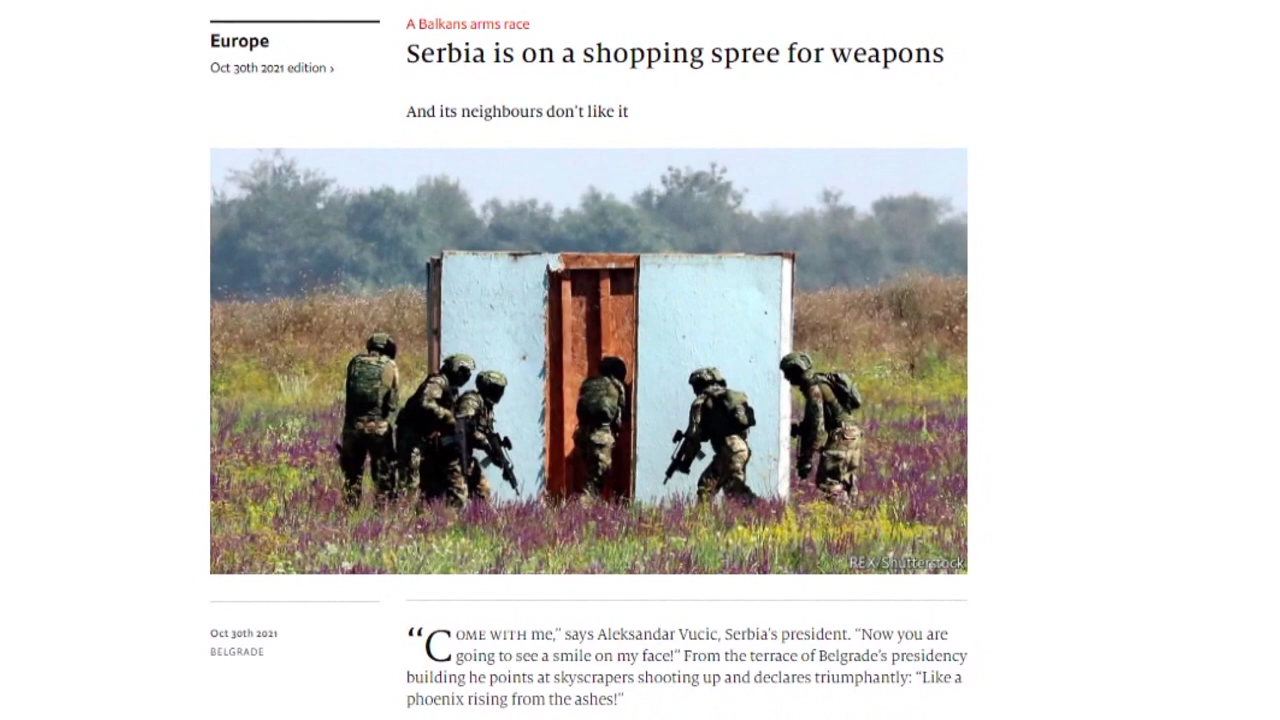 A Balkans arms race
Europe
Serbia is on a shopping spree for weapons
Oct 30th 2021 edition ›
And its neighbours don't like it
REX/Shutterstock
Oct 30th 2021
BELGRADE
“COME WITH me,” says Aleksandar Vucic, Serbia's president. “Now you are
going to see a smile on my face!” From the terrace of Belgrade's presidency
building he points at skyscrapers shooting up and declares triumphantly: “Like a
phoenix rising from the ashes!”